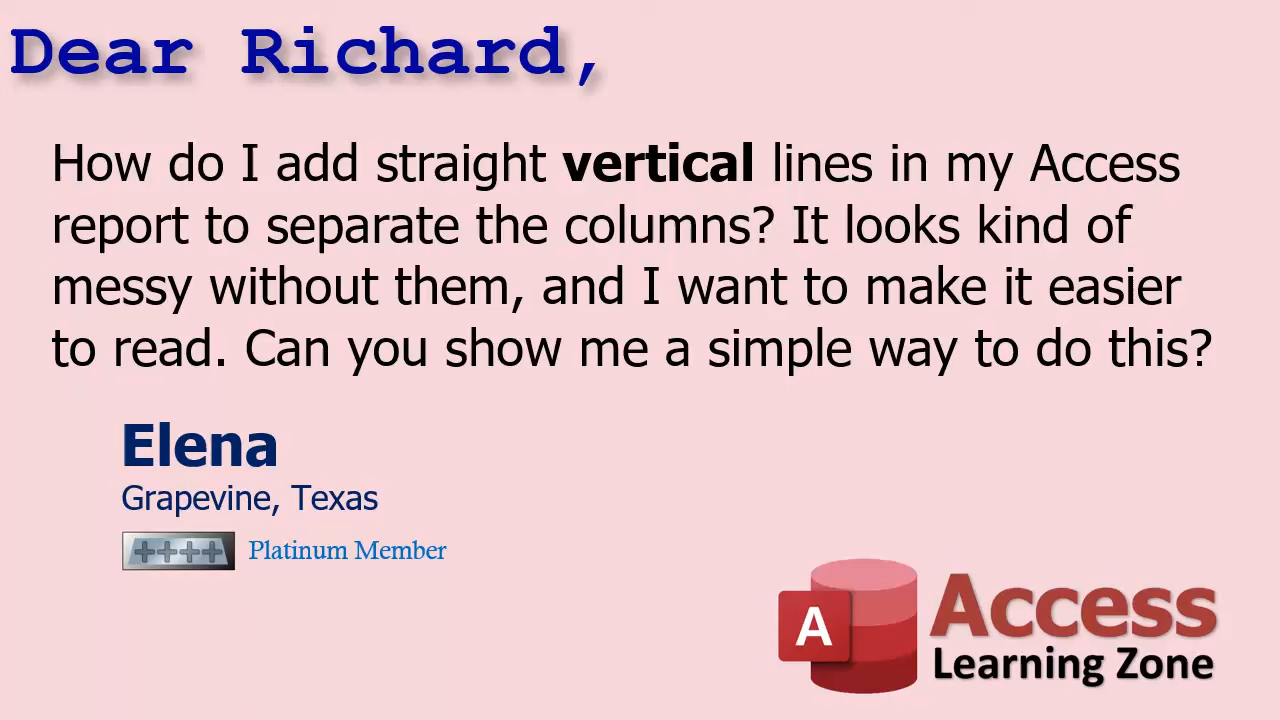 Dear Richard,
How do I add straight vertical lines in my Access
report to separate the columns? It looks kind of
messy without them, and I want to make it easier
to read. Can you show me a simple way to do this?
Elena
Grapevine, Texas
++++ Platinum Member
A Access
Learning Zone